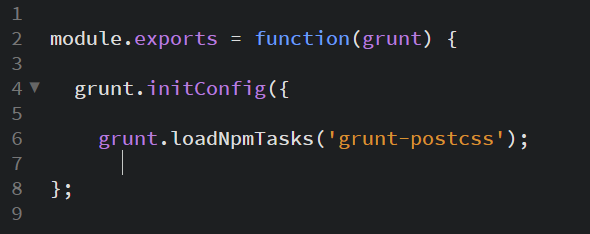 1
2 module.exports = function(grunt) {
3
4 grunt.initConfig({
5
6 grunt.loadNpmTasks('grunt-postcss');
7
8 };
9